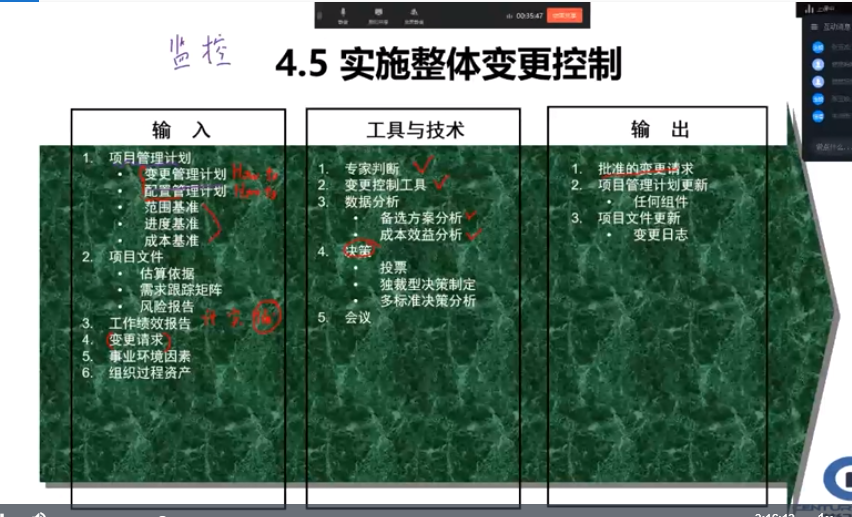 00:35:47
监控
4.5 实施整体变更控制
输 入
1. 项目管理计划
• 变更管理计划 How to
• 配置管理计划 How to
• 范围基准
• 进度基准
• 成本基准
2. 项目文件
• 估算依据
• 需求跟踪矩阵
• 风险报告
3. 工作绩效报告
4. 变更请求
5. 事业环境因素
6. 组织过程资产
工具与技术
1. 专家判断
2. 变更控制工具
3. 数据分析
• 备选方案分析
• 成本效益分析
4. 决策
• 投票
• 独裁型决策制定
• 多标准决策分析
5. 会议
输 出
1. 批准的变更请求
2. 项目管理计划更新
• 任何组件
3. 项目文件更新
• 变更日志